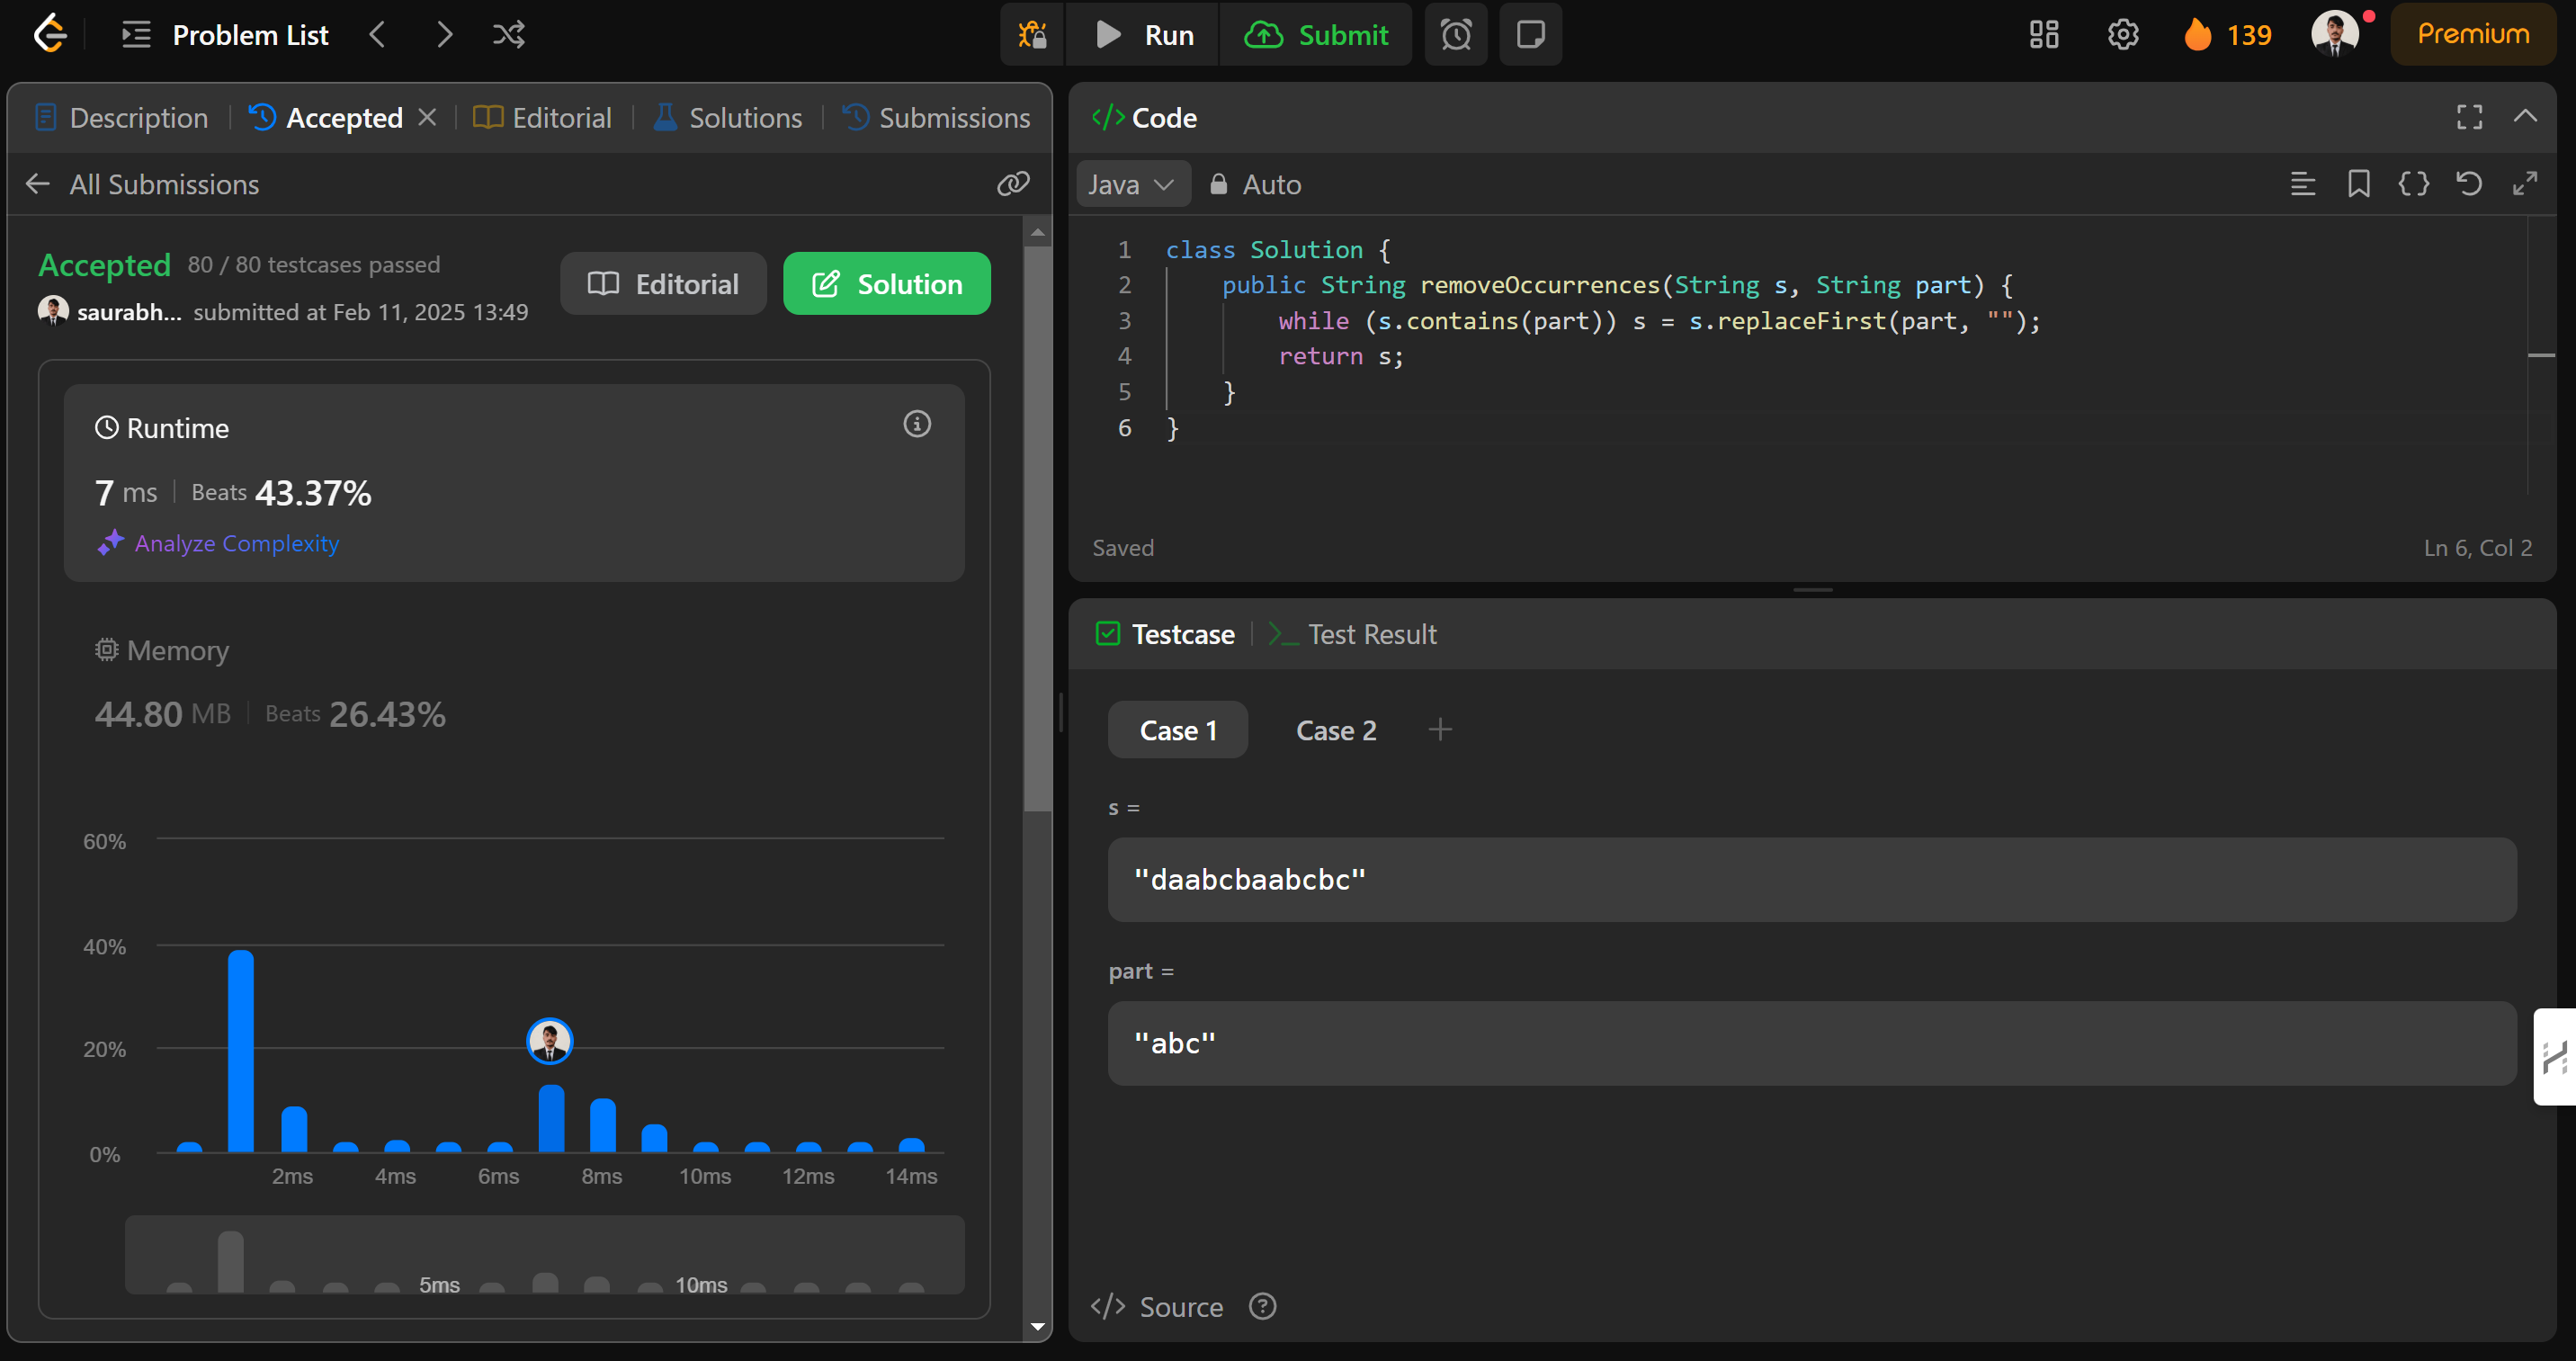 Problem List
Run
Submit
139
Premium
Description
Accepted
Editorial
Solutions
Submissions
All Submissions
Accepted 80 / 80 testcases passed
saurabh... submitted at Feb 11, 2025 13:49
Editorial
Solution
Runtime
7 ms Beats 43.37%
Analyze Complexity
Memory
44.80 MB Beats 26.43%
60%
40%
20%
0%
2ms 4ms 6ms 8ms 10ms 12ms 14ms
5ms 10ms
</> Code
Java Auto
1 class Solution {
2 public String removeOccurrences(String s, String part) {
3 while (s.contains(part)) s = s.replaceFirst(part, "");
4 return s;
5 }
6 }
Saved Ln 6, Col 2
Testcase
>_ Test Result
Case 1 Case 2 +
s =
"daabcbaabcbc"
part =
"abc"
</> Source